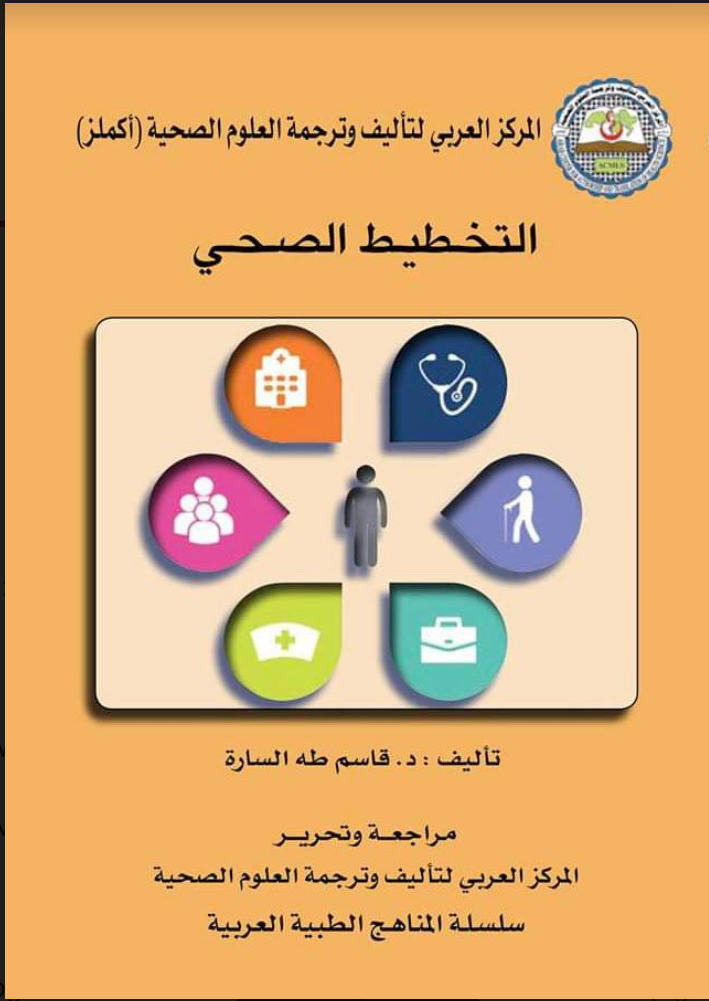 المركز العربي لتأليف وترجمة العلوم الصحية (أكملز)
ACMLS
التخطيط الصحي
تأليف : د. قاسم طه السارة
مراجعة وتحرير
المركز العربي لتأليف وترجمة العلوم الصحية
سلسلة المناهج الطبية العربية